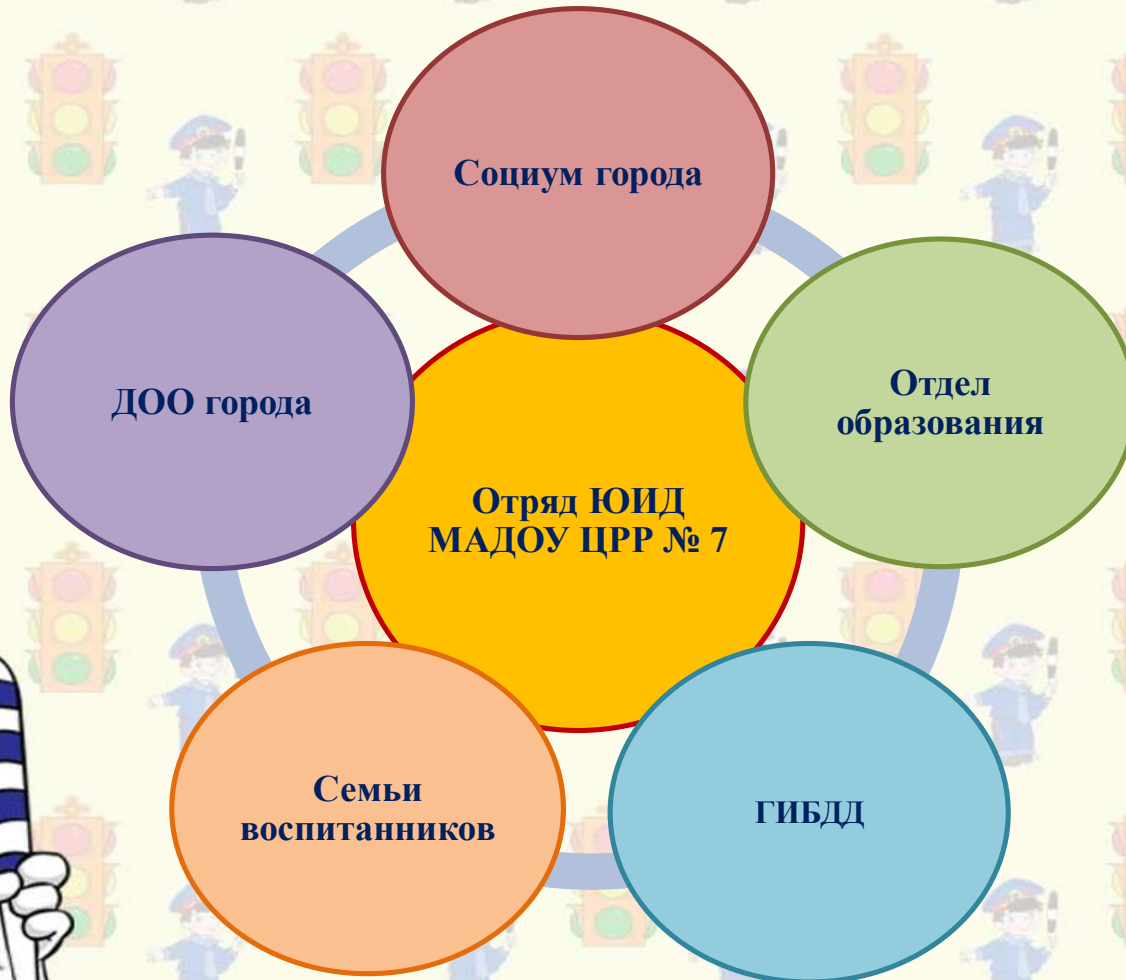 Социум города
Отдел
образования
ДОО города
Отряд ЮИД
МАДОУ ЦРР № 7
Семьи
воспитанников
ГИБДД